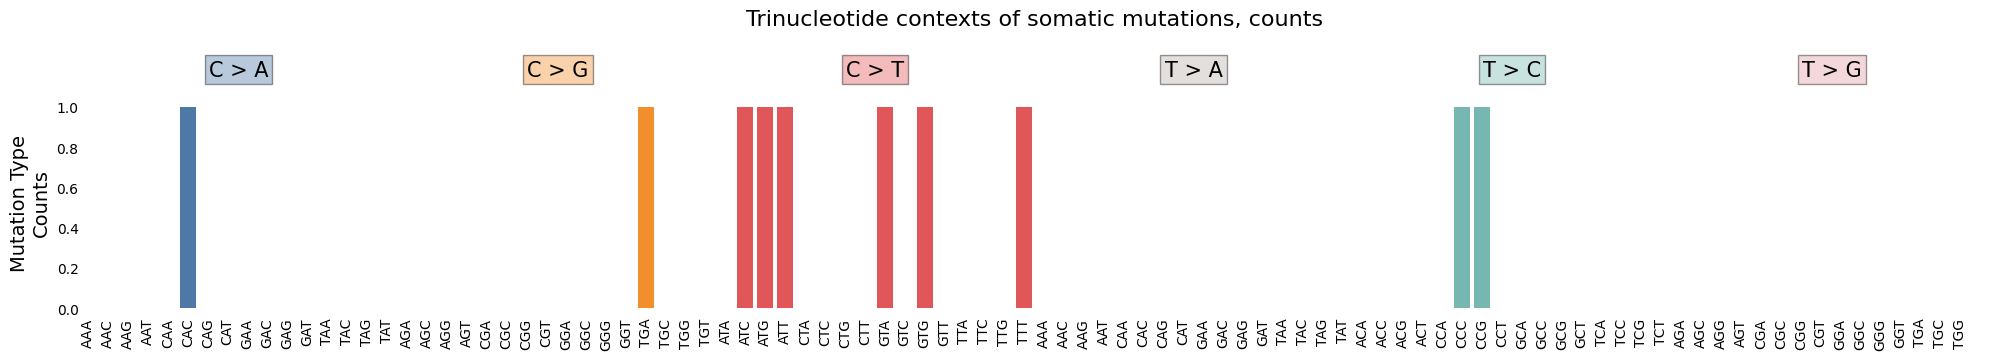 Trinucleotide contexts of somatic mutations, counts
C > A C > G C > T T > A T > C T > G
Mutation Type
Counts
1.0
0.8
0.6
0.4
0.2
0.0
AAA AAC AAG AAT CAA CAC CAG CAT GAA GAC GAG GAT TAA TAC TAG TAT AGA AGC AGG AGT CGA CGC CGG CGT GGA GGC GGG GGT TGA TGC TGG TGT ATA ATC ATG ATT CTA CTC CTG CTT GTA GTC GTG GTT TTA TTC TTG TTT AAA AAC AAG AAT CAA CAC CAG CAT GAA GAC GAG GAT TAA TAC TAG TAT ACA ACC ACG ACT CCA CCC CCG CCT GCA GCC GCG GCT TCA TCC TCG TCT AGA AGC AGG AGT CGA CGC CGG CGT GGA GGC GGG GGT TGA TGC TGG